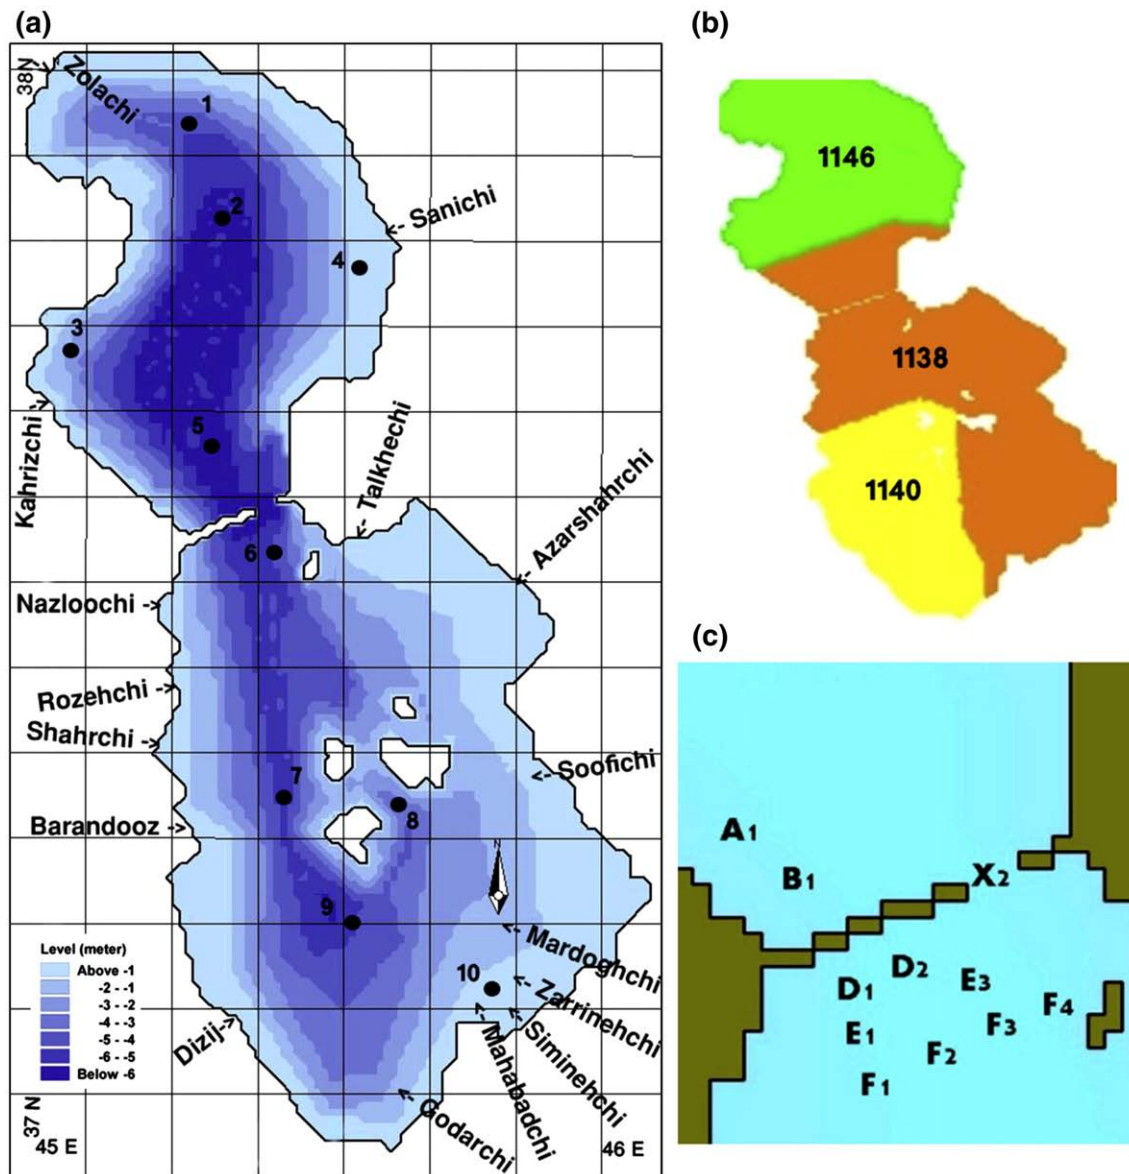 (a)
38N
Zolachi
1
2
<- Sanichi
4
3
Kahrizchi ->
5
<- Talkhechi
<- Azarshahrchi
6
Nazloochi ->
Rozehchi ->
Shahrchi ->
7
<- Soofichi
8
Barandooz ->
N
9
<- Mardoghchi
10
<- Zarrinehchi
<- Siminehchi
<- Mahabadchi
Dizij->
<- Godarchi
Level (meter)
Above -1
-2 - -1
-3 - -2
-4 - -3
-5 - -4
-6 - -5
Below -6
37 N
45 E
46 E
(b)
1146
1138
1140
(c)
A1
B1
X2
D2
D1
E3
F4
E1
F3
F2
F1